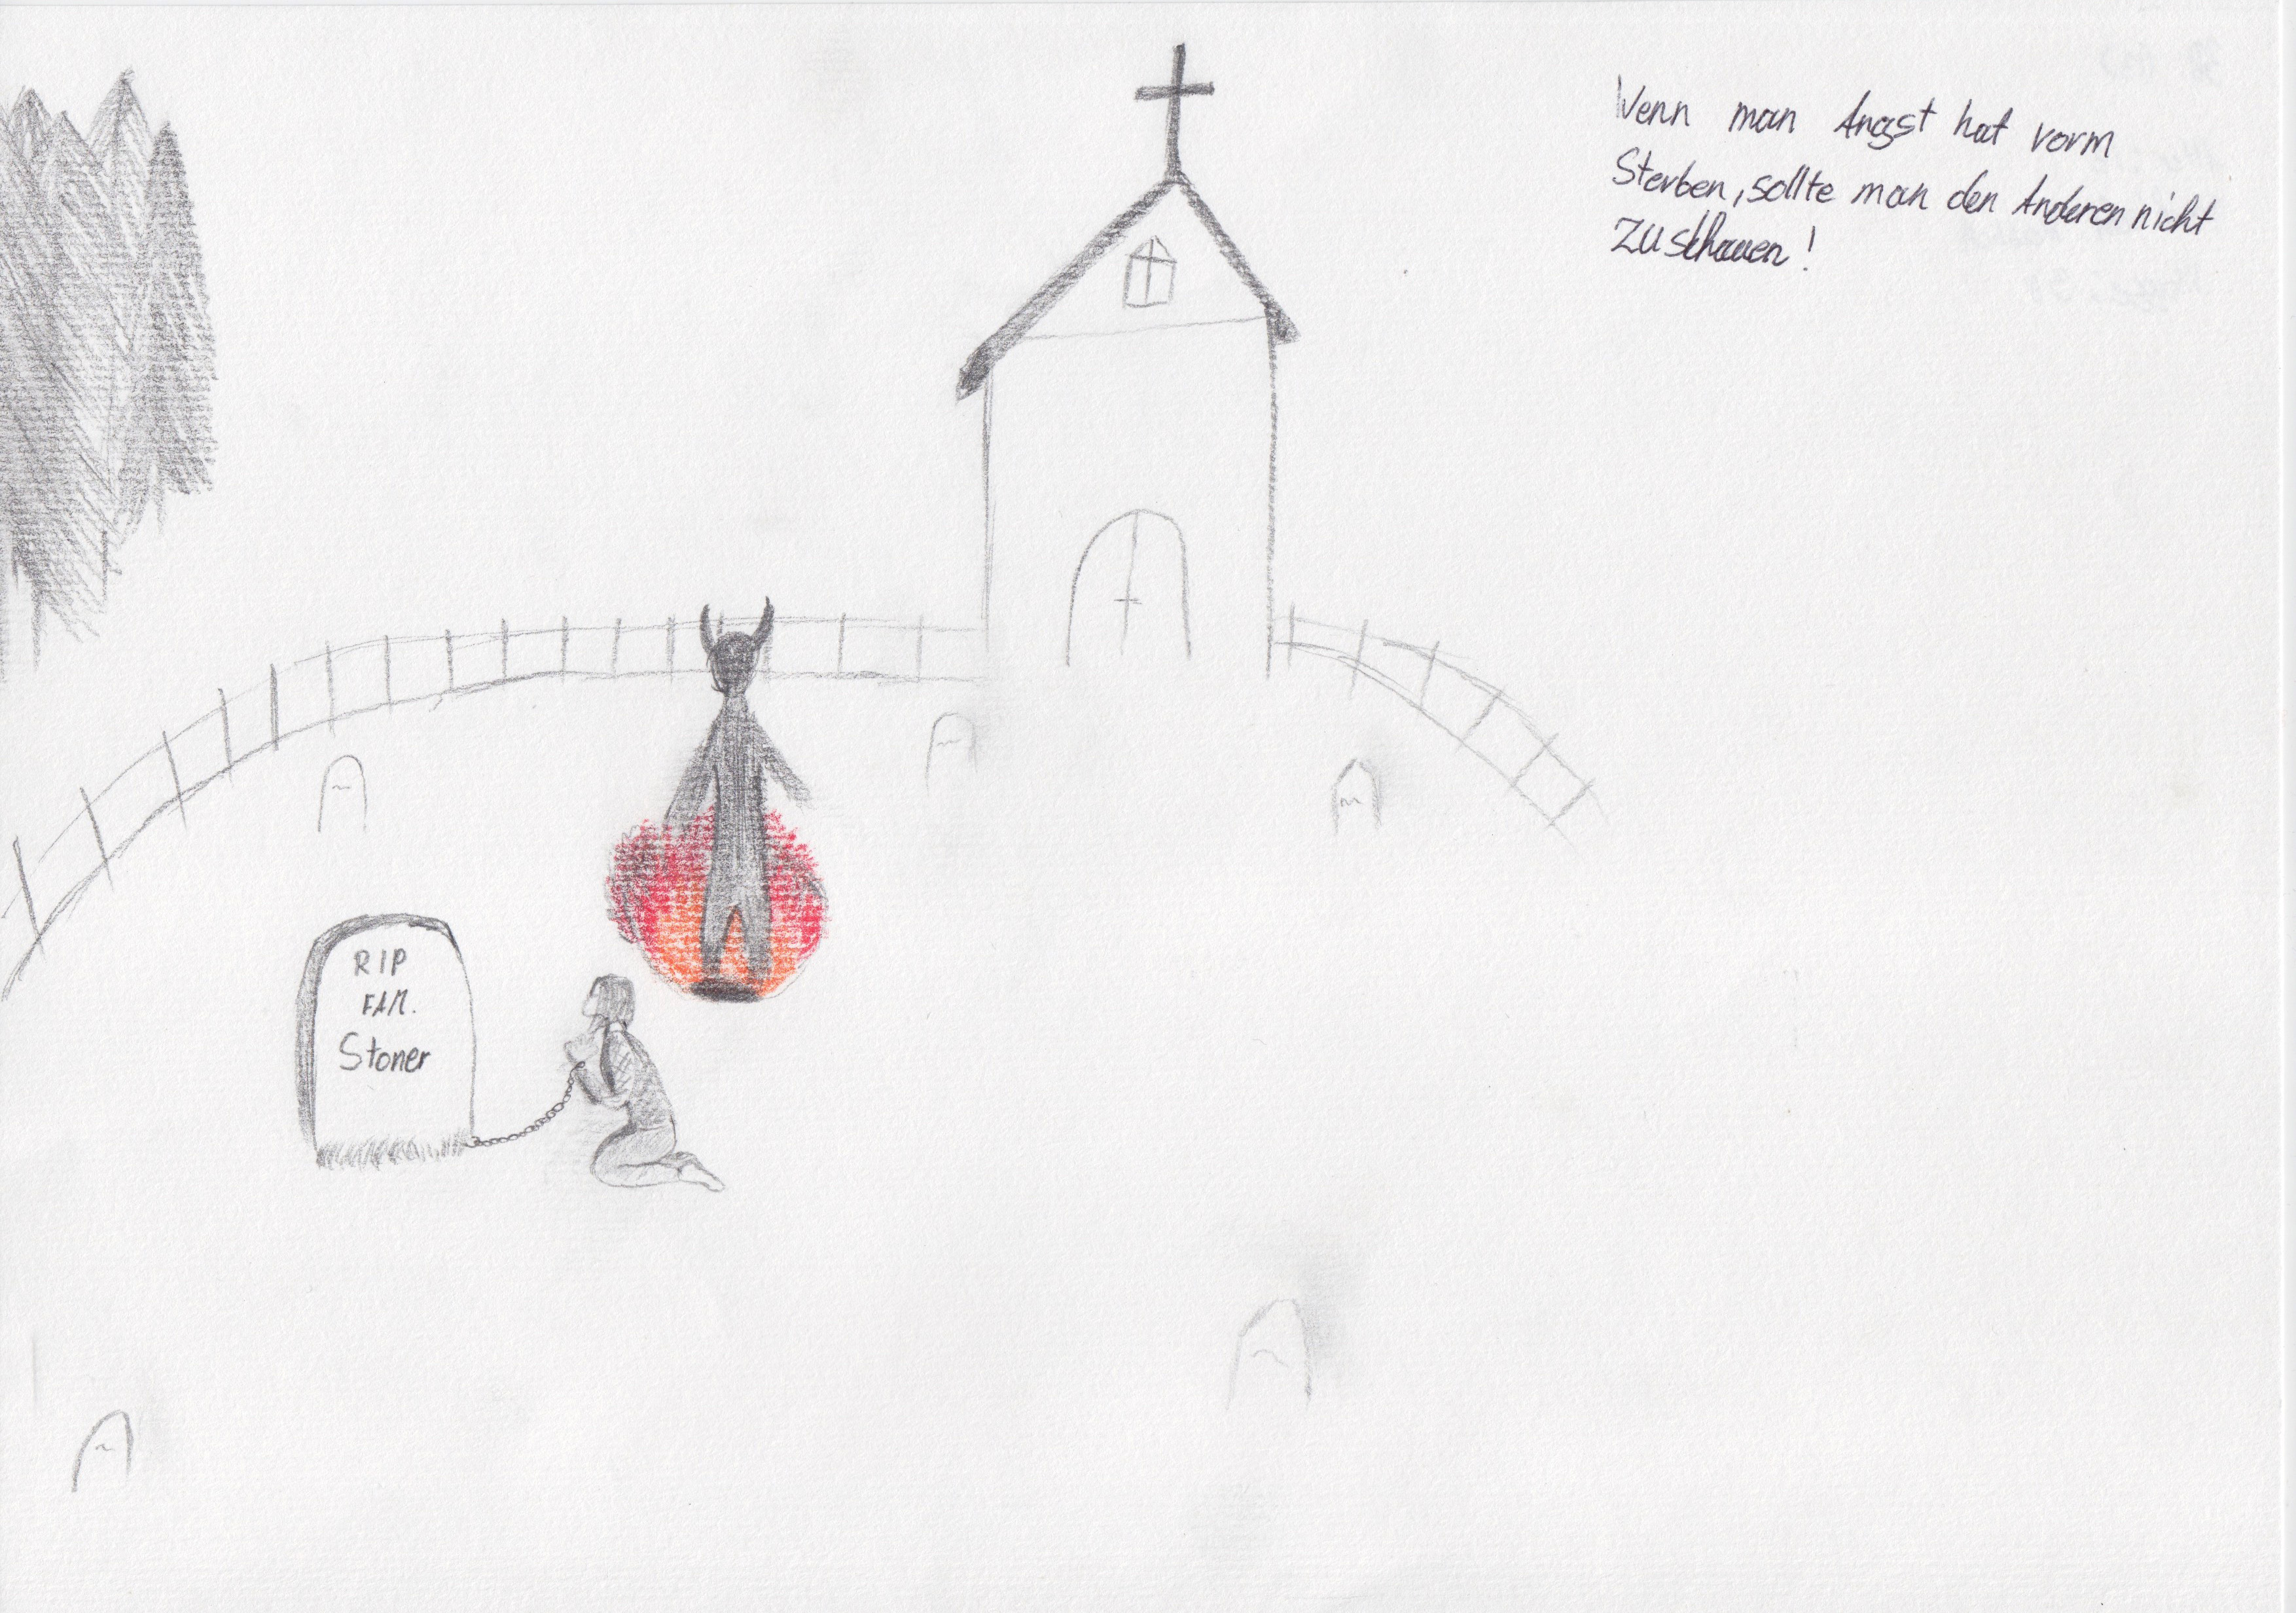 Wenn man Angst hat vorm
Sterben, sollte man den Anderen nicht
zuschauen!
RIP
FAM.
Stoner